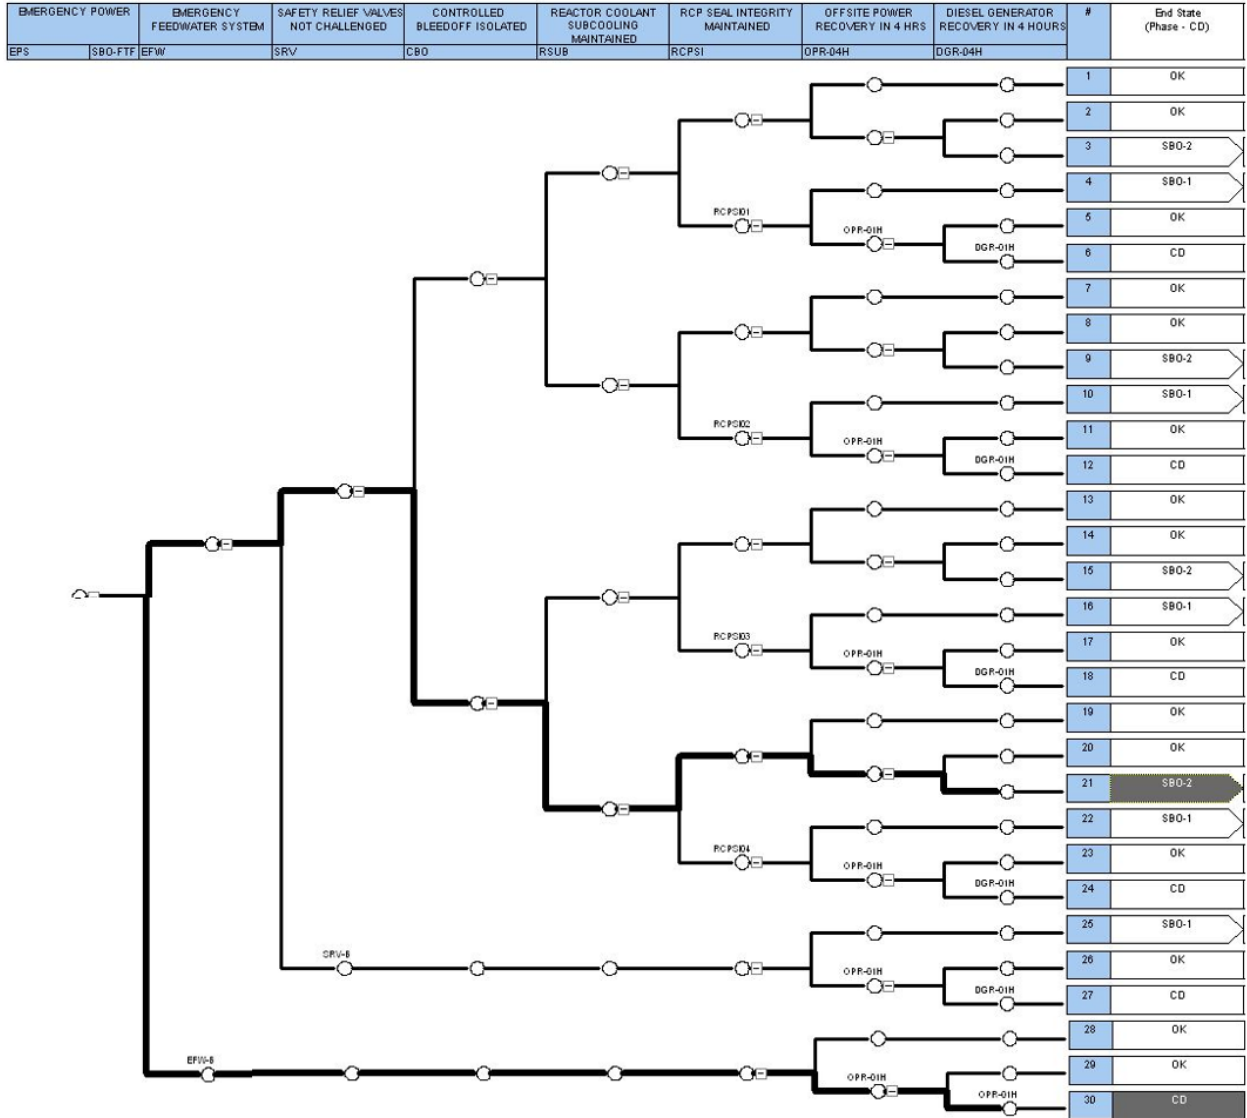 EMERGENCY POWER
EMERGENCY
FEEDWATER SYSTEM
SAFETY RELIEF VALVES
NOT CHALLENGED
CONTROLLED
BLEEDOFF ISOLATED
REACTOR COOLANT
SUBCOOLING
MAINTAINED
RCP SEAL INTEGRITY
MAINTAINED
OFFSITE POWER
RECOVERY IN 4 HRS
DIESEL GENERATOR
RECOVERY IN 4 HOURS
#
End State
(Phase - CD)
EPS
SBO-FTF
EFW
SRV
CBO
RSUB
RCPSI
OPR-04H
DGR-04H
1 OK
2 OK
3 SBO-2
4 SBO-1
RCPSI01
5 OK
OPR-01H
DGR-01H
6 CD
7 OK
8 OK
9 SBO-2
10 SBO-1
RCPSI02
11 OK
OPR-01H
DGR-01H
12 CD
13 OK
14 OK
15 SBO-2
16 SBO-1
RCPSI03
17 OK
OPR-01H
DGR-01H
18 CD
19 OK
20 OK
21 SBO-2
22 SBO-1
RCPSI04
23 OK
OPR-01H
DGR-01H
24 CD
25 SBO-1
SRV-B
26 OK
OPR-01H
DGR-01H
27 CD
28 OK
EFW-B
29 OK
OPR-01H
OPR-01H
30 CD